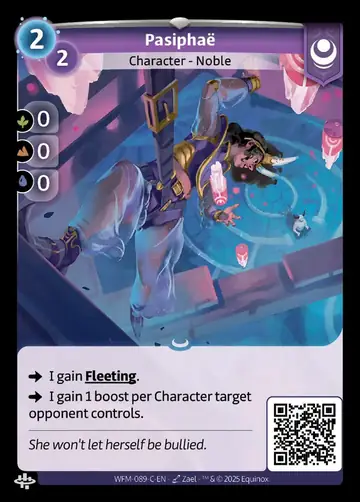 2
2
Pasiphaë
Character - Noble
0
0
0
I gain Fleeting.
I gain 1 boost per Character target
opponent controls.
She won't let herself be bullied.
WFM-089-C-EN - Zael - ™ & © 2025 Equinox.